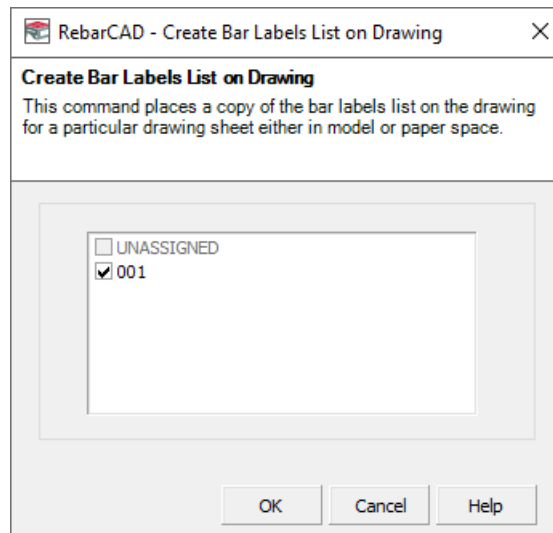 RebarCAD - Create Bar Labels List on Drawing
Create Bar Labels List on Drawing
This command places a copy of the bar labels list on the drawing
for a particular drawing sheet either in model or paper space.
UNASSIGNED
001
OK Cancel Help